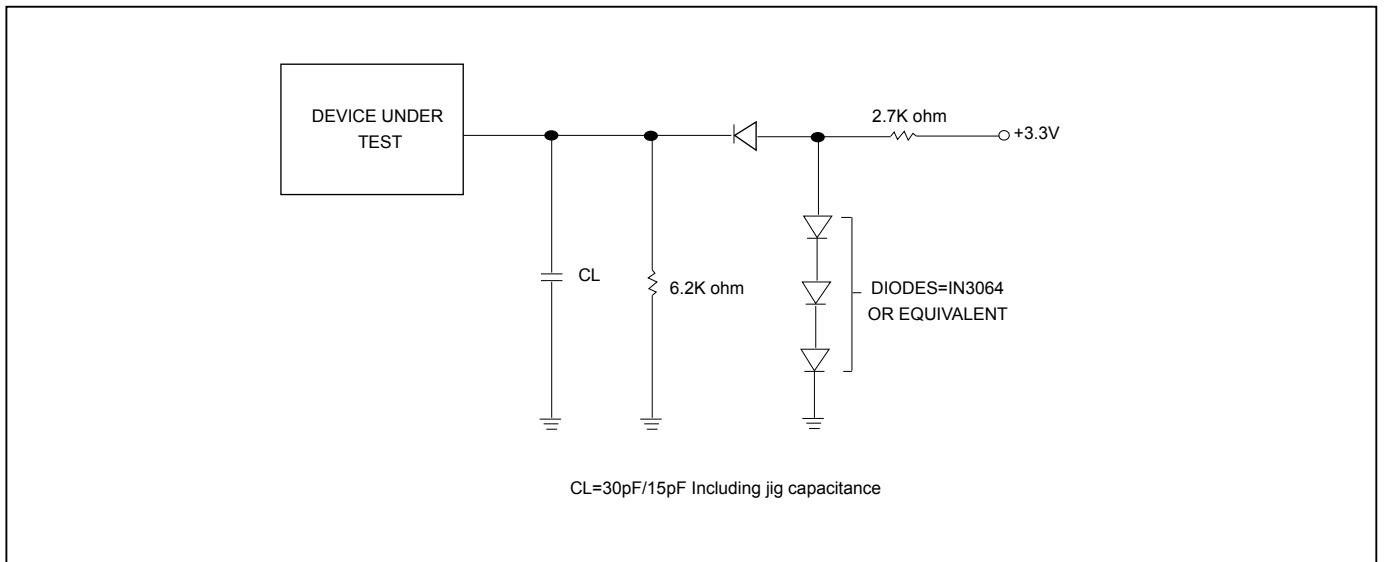 DEVICE UNDER
TEST
2.7K ohm
+3.3V
CL
6.2K ohm
DIODES=IN3064
OR EQUIVALENT
CL=30pF/15pF Including jig capacitance